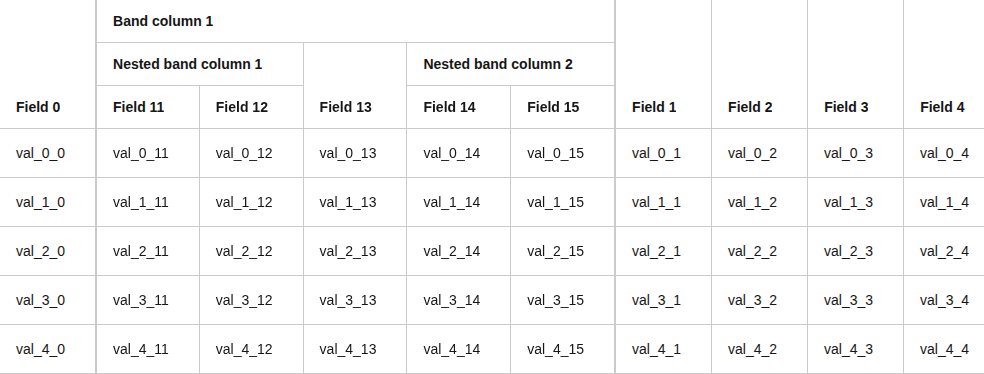 Band column 1
Nested band column 1 Nested band column 2
Field 0 Field 11 Field 12 Field 13 Field 14 Field 15 Field 1 Field 2 Field 3 Field 4
val_0_0 val_0_11 val_0_12 val_0_13 val_0_14 val_0_15 val_0_1 val_0_2 val_0_3 val_0_4
val_1_0 val_1_11 val_1_12 val_1_13 val_1_14 val_1_15 val_1_1 val_1_2 val_1_3 val_1_4
val_2_0 val_2_11 val_2_12 val_2_13 val_2_14 val_2_15 val_2_1 val_2_2 val_2_3 val_2_4
val_3_0 val_3_11 val_3_12 val_3_13 val_3_14 val_3_15 val_3_1 val_3_2 val_3_3 val_3_4
val_4_0 val_4_11 val_4_12 val_4_13 val_4_14 val_4_15 val_4_1 val_4_2 val_4_3 val_4_4